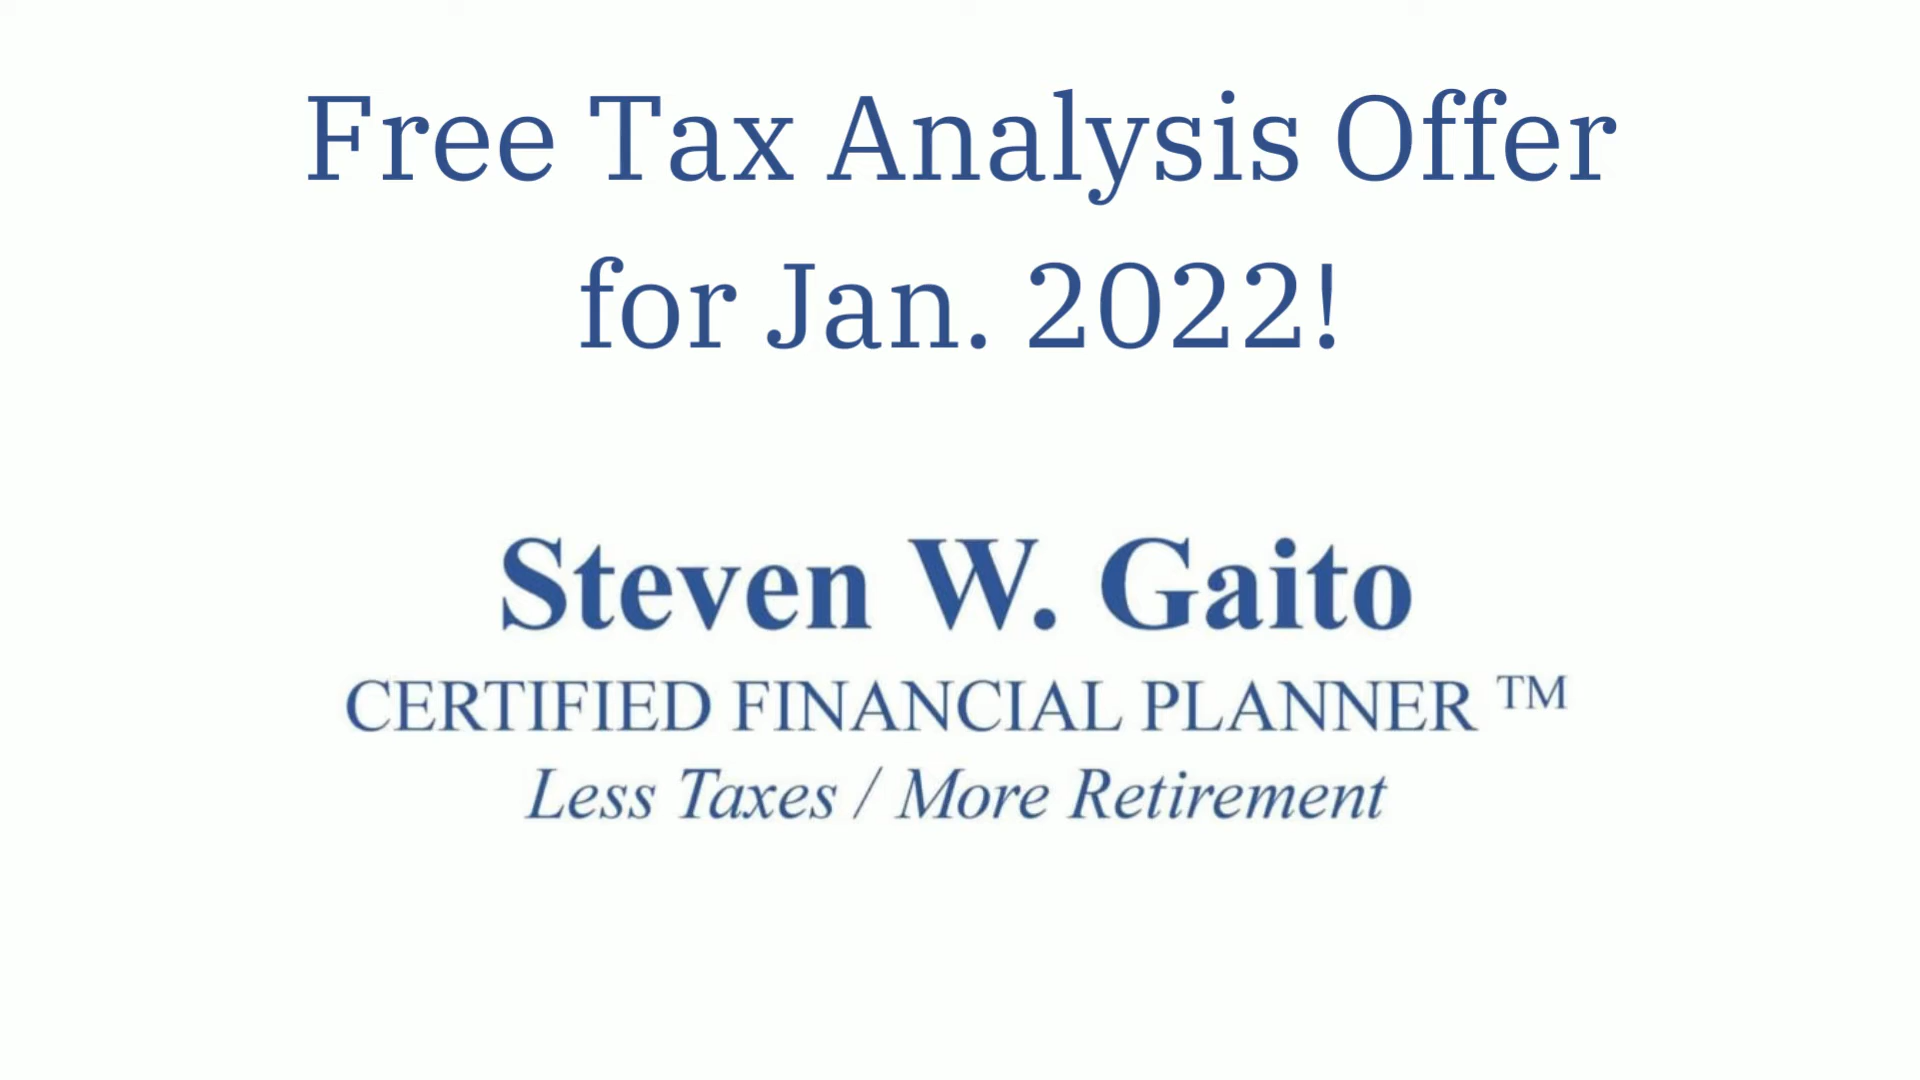 Free Tax Analysis Offer
for Jan. 2022!
Steven W. Gaito
CERTIFIED FINANCIAL PLANNER ™
Less Taxes / More Retirement